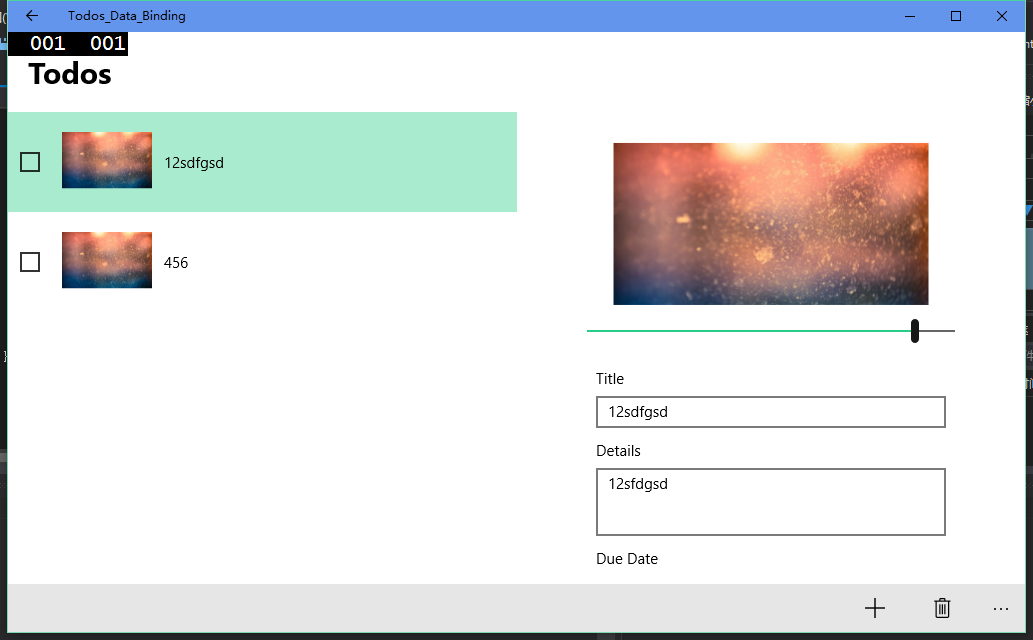 Todos_Data_Binding
001 001
Todos
12sdfgsd
456
Title
12sdfgsd
Details
12sfdgsd
Due Date